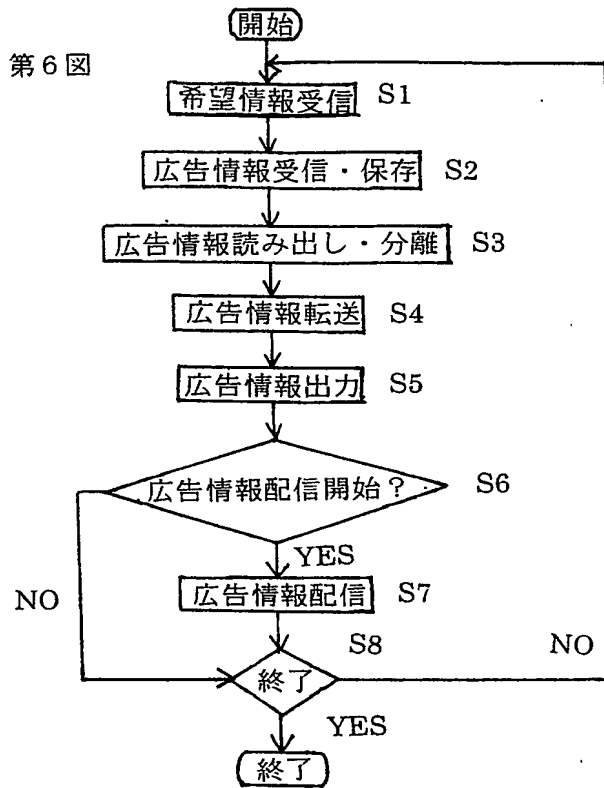 開始
第6図
希望情報受信 S1
広告情報受信・保存 S2
広告情報読み出し・分離 S3
広告情報転送 S4
広告情報出力 S5
広告情報配信開始? S6
YES
NO
広告情報配信 S7
S8
終了
NO
YES
終了